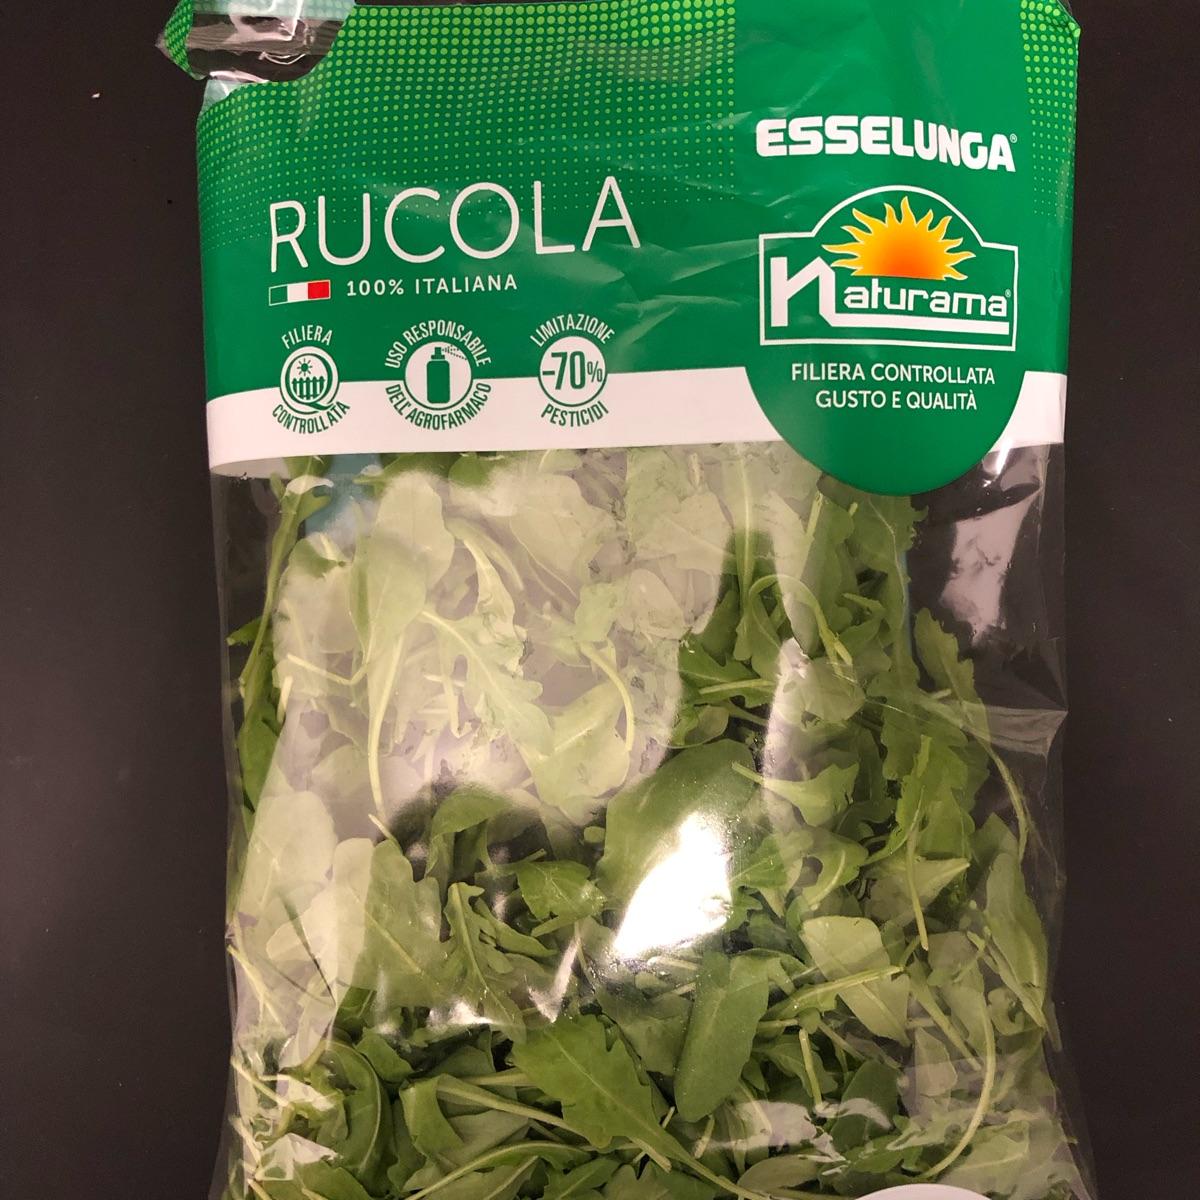 ESSELUNGA®
RUCOLA
100% ITALIANA
naturama®
FILIERA CONTROLLATA
GUSTO E QUALITÀ
FILIERA
CONTROLLATA
USO RESPONSABILE
DELL'AGROFARMACO
LIMITAZIONE
-70%
PESTICIDI